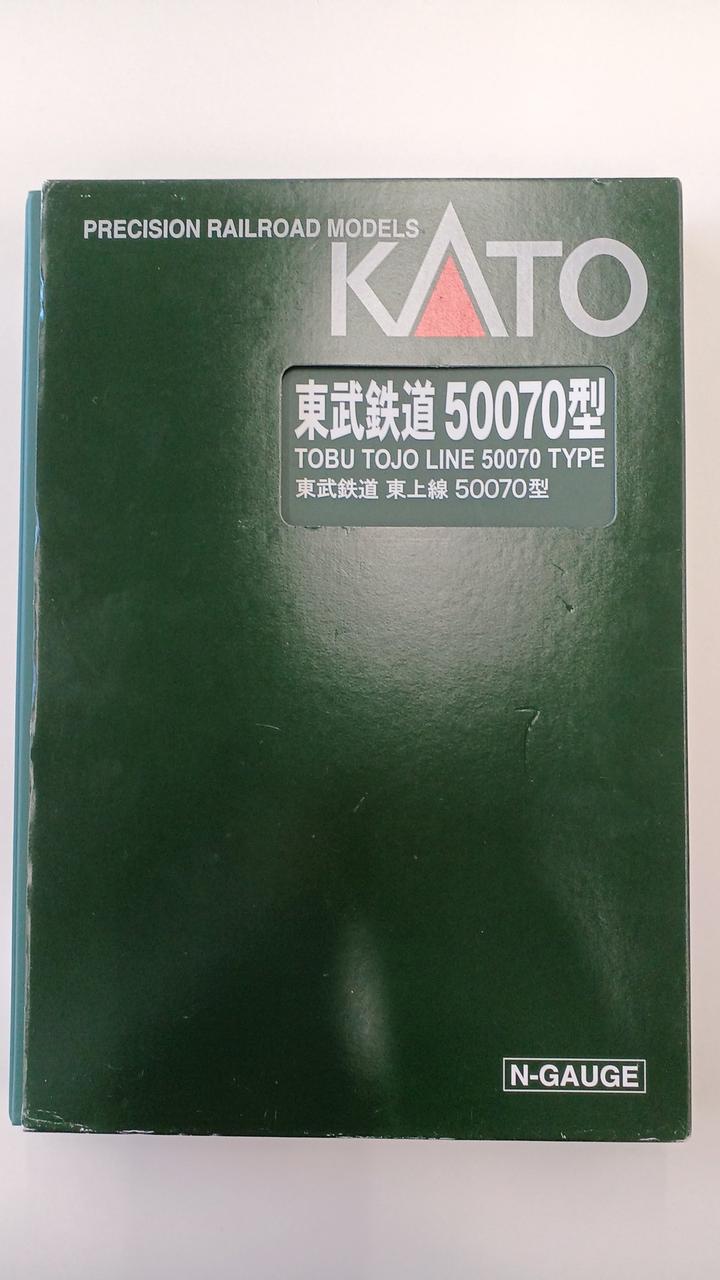 PRECISION RAILROAD MODELS
KATO
東武鉄道 50070型
TOBU TOJO LINE 50070 TYPE
東武鉄道 東上線 50070型
N-GAUGE